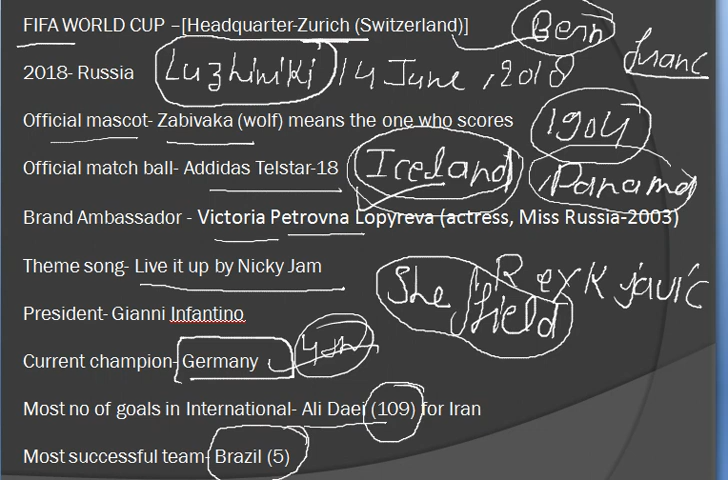 FIFA WORLD CUP –[Headquarter-Zurich (Switzerland)]
Bern
franc
2018- Russia
Luzhiniki 14 June, 2018
Official mascot- Zabivaka (wolf) means the one who scores
1904
Official match ball- Addidas Telstar-18
Iceland
Panama
Brand Ambassador - Victoria Petrovna Lopyreva (actress, Miss Russia-2003)
Theme song- Live it up by Nicky Jam
Sheffield
Reykjavic
President- Gianni Infantino
Current champion- Germany
Most no of goals in International- Ali Daei (109) for Iran
Most successful team- Brazil (5)